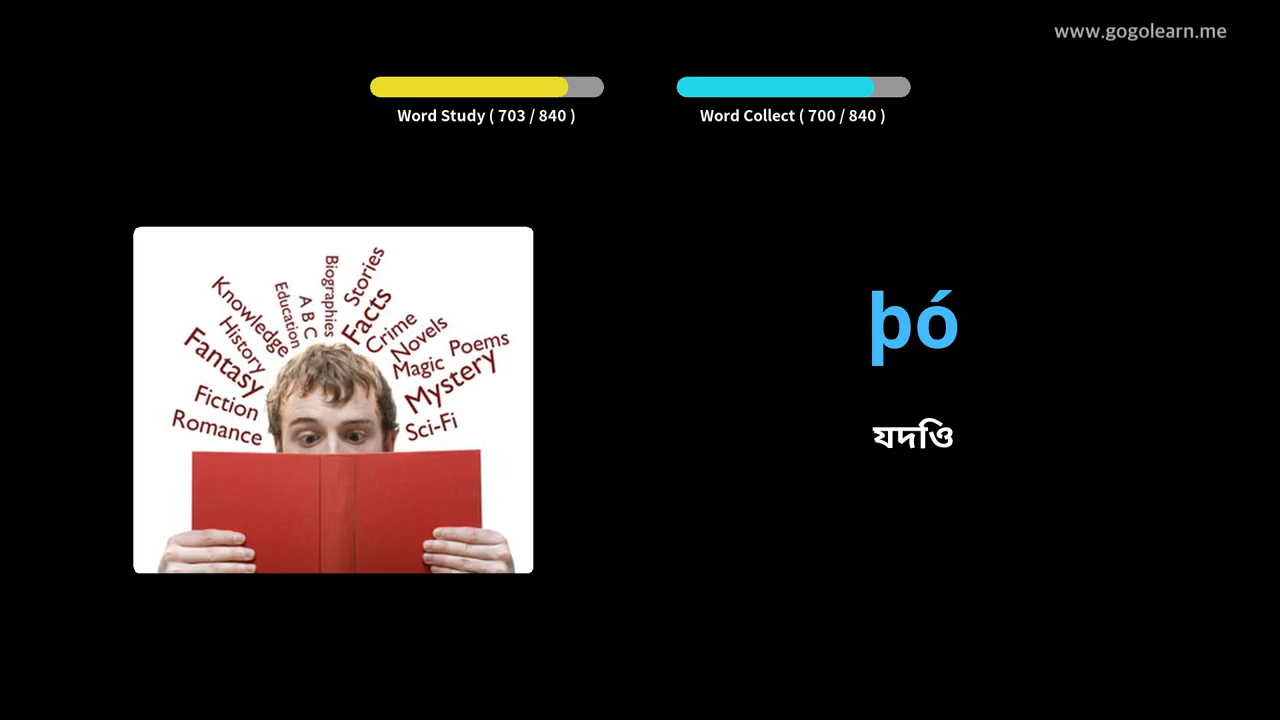 www.gogolearn.me
Word Study ( 703 / 840 )
Word Collect ( 700 / 840 )
Biographies
Stories
Education
A B C
Facts
Knowledge
Crime
History
Novels
Fantasy
Magic
Poems
Mystery
Fiction
Sci-Fi
Romance
þó
যদিও